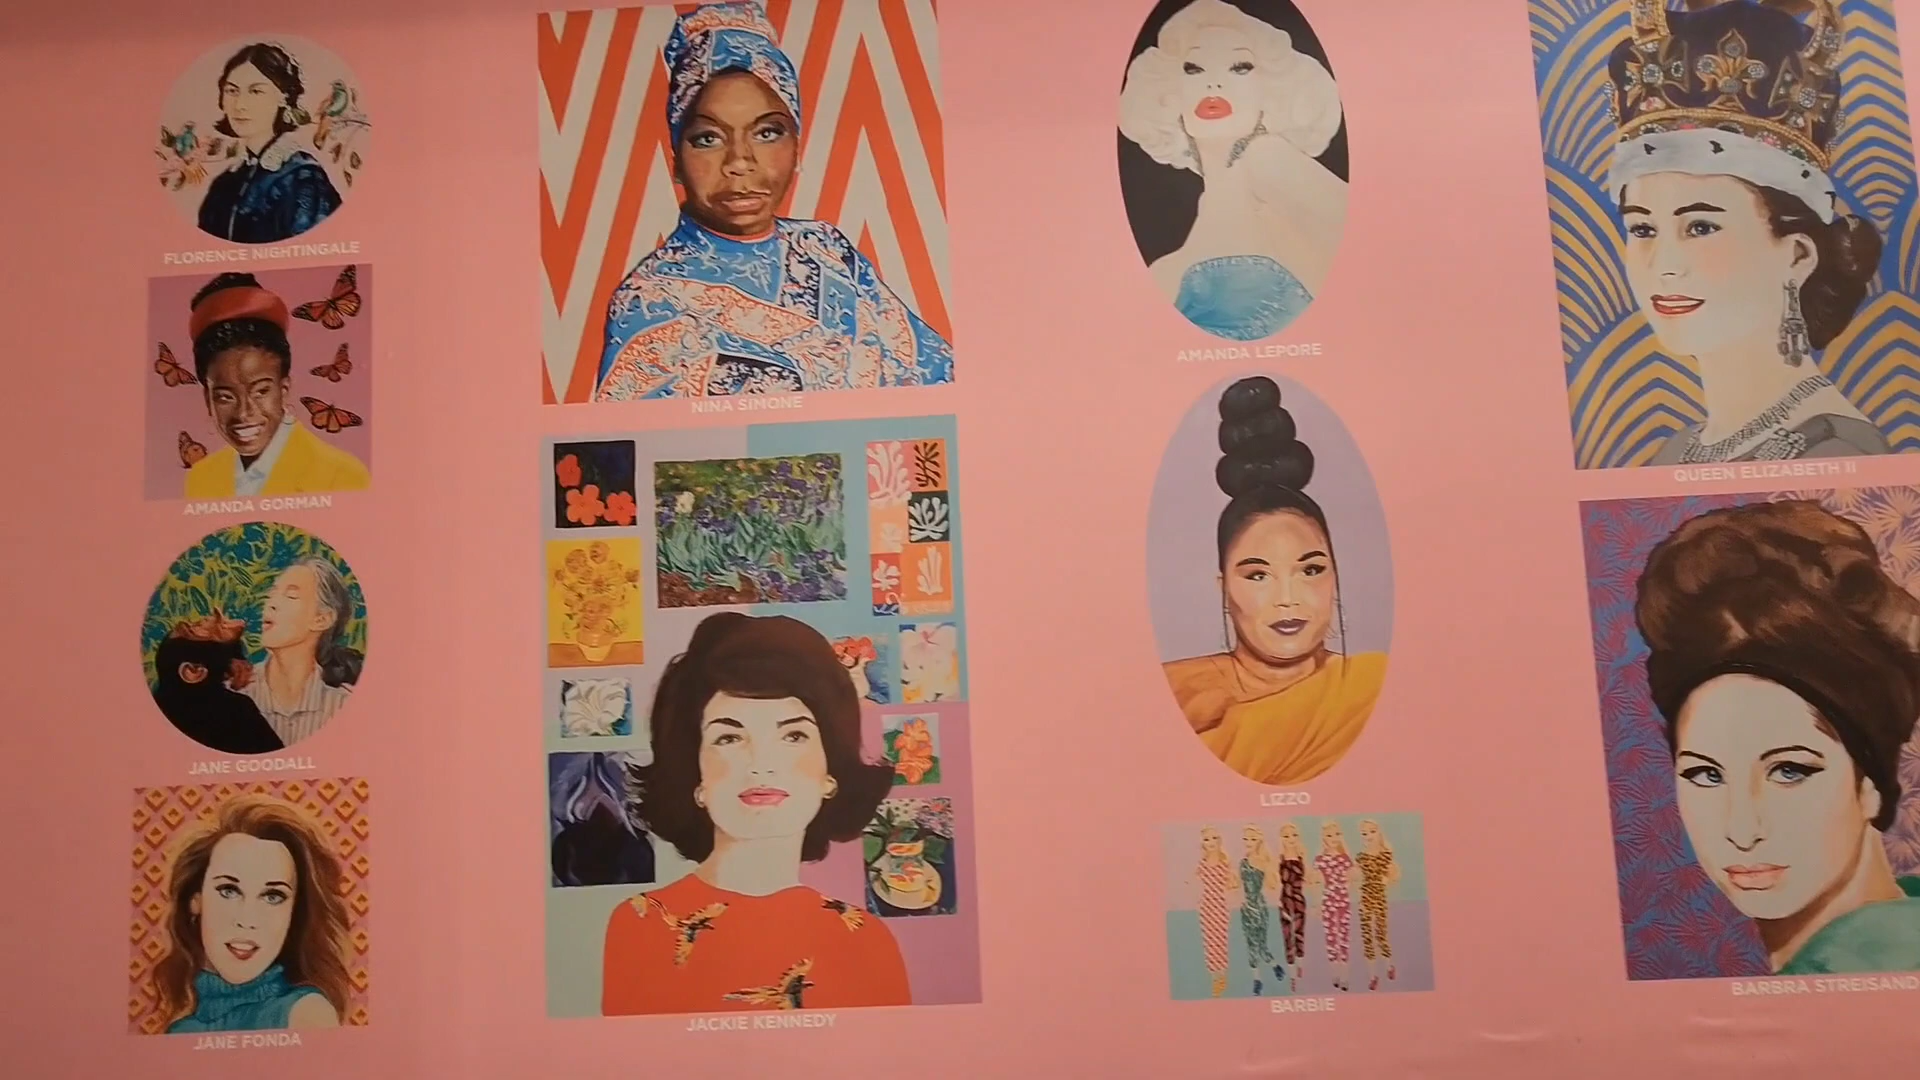 FLORENCE NIGHTINGALE
AMANDA GORMAN
JANE GOODALL
JANE FONDA
NINA SIMONE
JACKIE KENNEDY
AMANDA LEPORE
LIZZO
BARBIE
QUEEN ELIZABETH II
BARBRA STREISAND